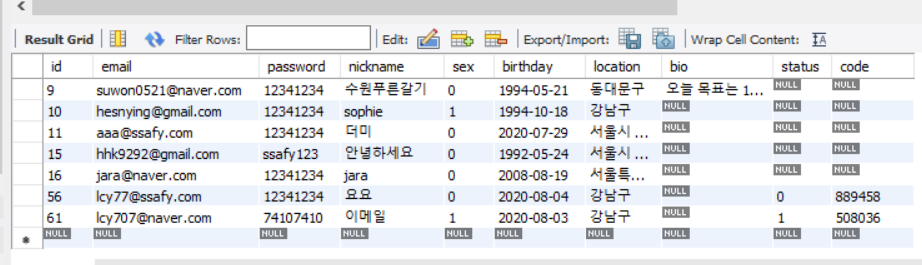 Result Grid Filter Rows: Edit: Export/Import: Wrap Cell Content:
id email password nickname sex birthday location bio status code
9 suwon0521@naver.com 12341234 수원푸른갈기 0 1994-05-21 동대문구 오늘 목표는 1... NULL NULL
10 hesnying@gmail.com 12341234 sophie 1 1994-10-18 강남구 NULL NULL NULL
11 aaa@ssafy.com 12341234 더미 0 2020-07-29 서울시 ... NULL NULL NULL
15 hhk9292@gmail.com ssafy123 안녕하세요 0 1992-05-24 서울시 ... NULL NULL NULL
16 jara@naver.com 12341234 jara 0 2008-08-19 서울특... NULL NULL NULL
56 lcy77@ssafy.com 12341234 요요 0 2020-08-04 강남구 NULL 0 889458
61 lcy707@naver.com 74107410 이메일 1 2020-08-03 강남구 NULL 1 508036
NULL NULL NULL NULL NULL NULL NULL NULL NULL NULL